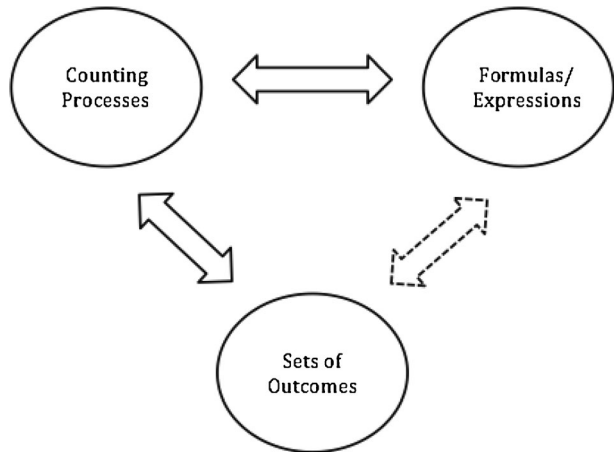 Counting
Processes
Formulas/
Expressions
Sets of
Outcomes